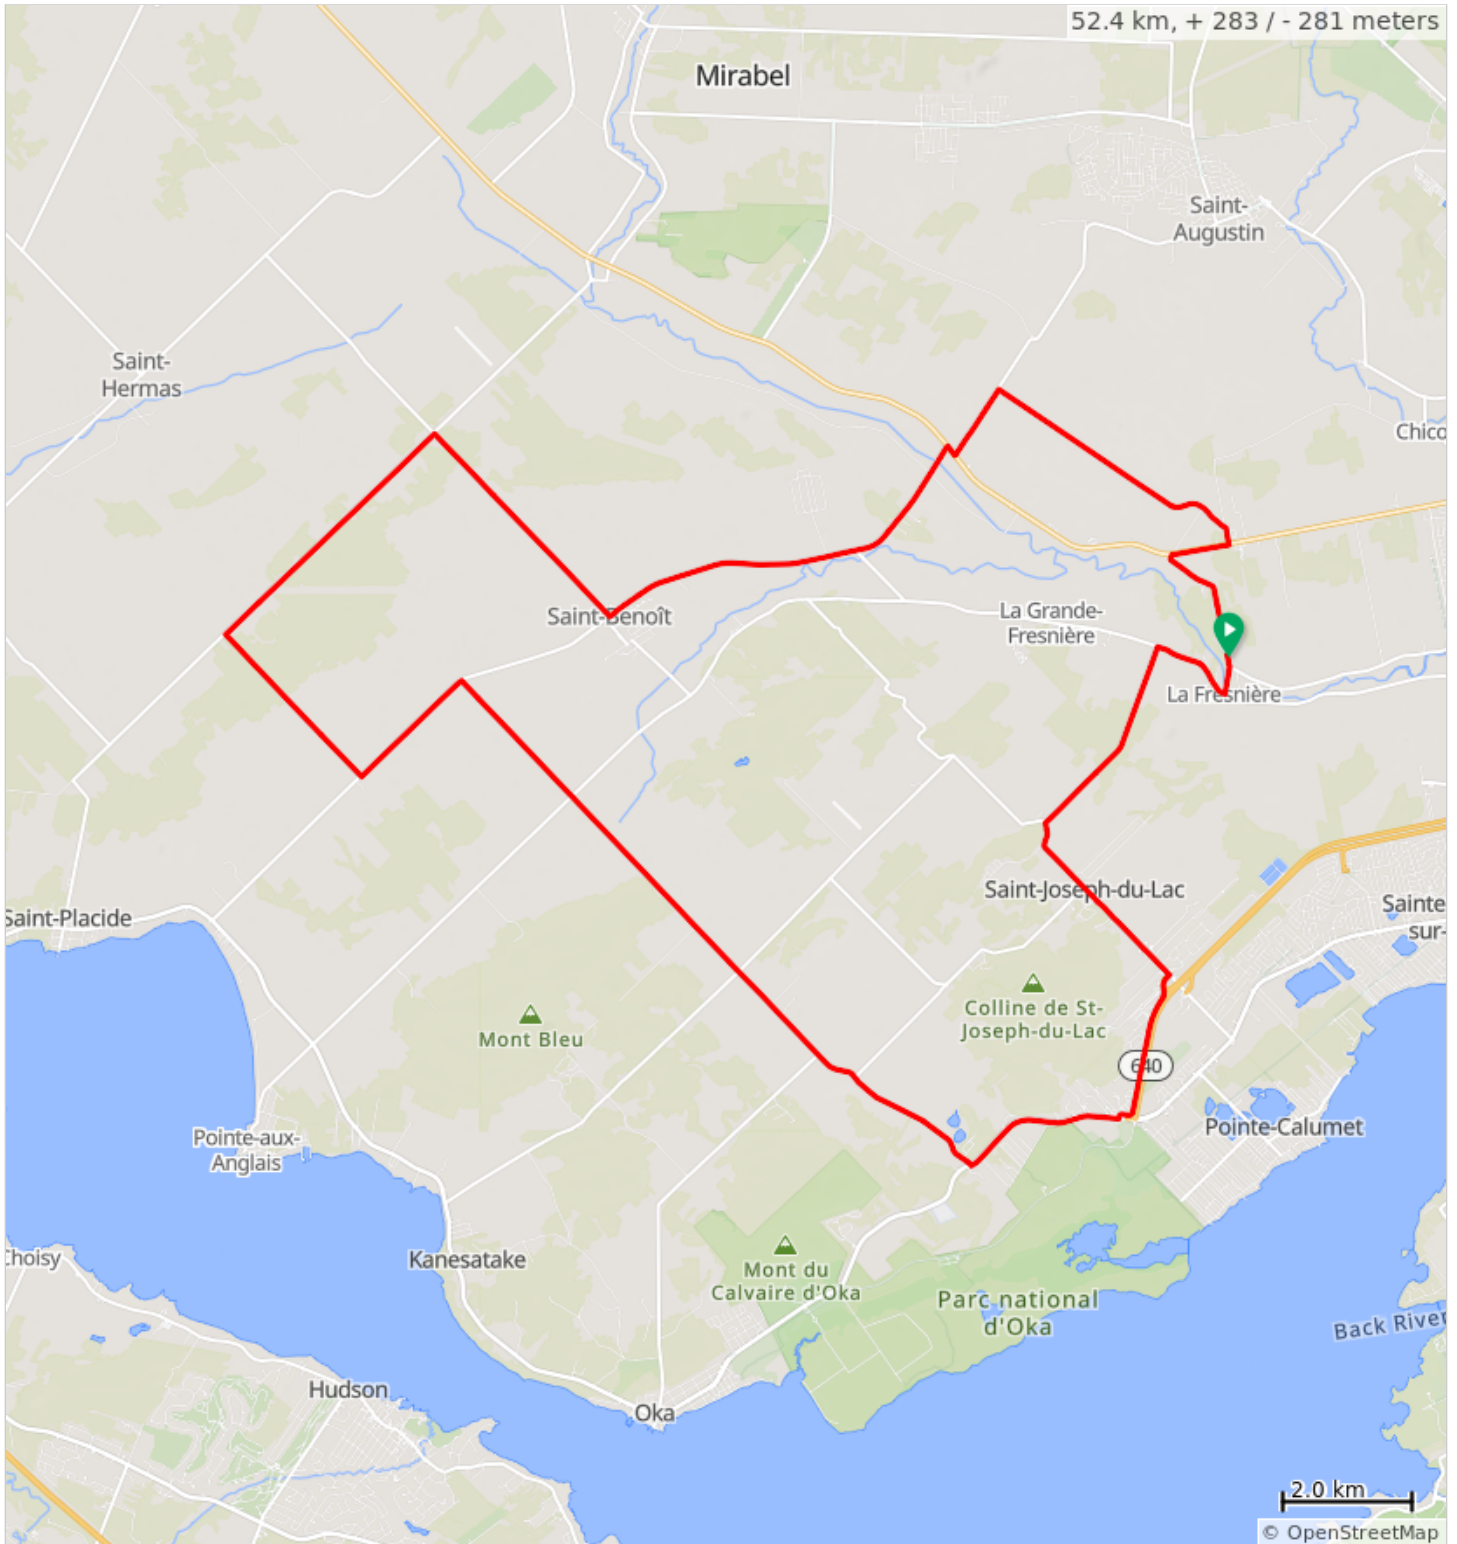 52.4 km, + 283 / - 281 meters
Mirabel
Saint-
Augustin
Saint-
Hermas
Chico
Saint-Benoît
La Grande-
Fresnière
La Fresnière
Saint-Joseph-du-Lac
Sainte
sur-
Saint-Placide
Colline de St-
Joseph-du-Lac
Mont Bleu
640
Pointe-Calumet
Pointe-aux-
Anglais
Kanesatake
Choisy
Mont du
Calvaire d'Oka
Parc national
d'Oka
Back River
Hudson
Oka
2.0 km
© OpenStreetMap